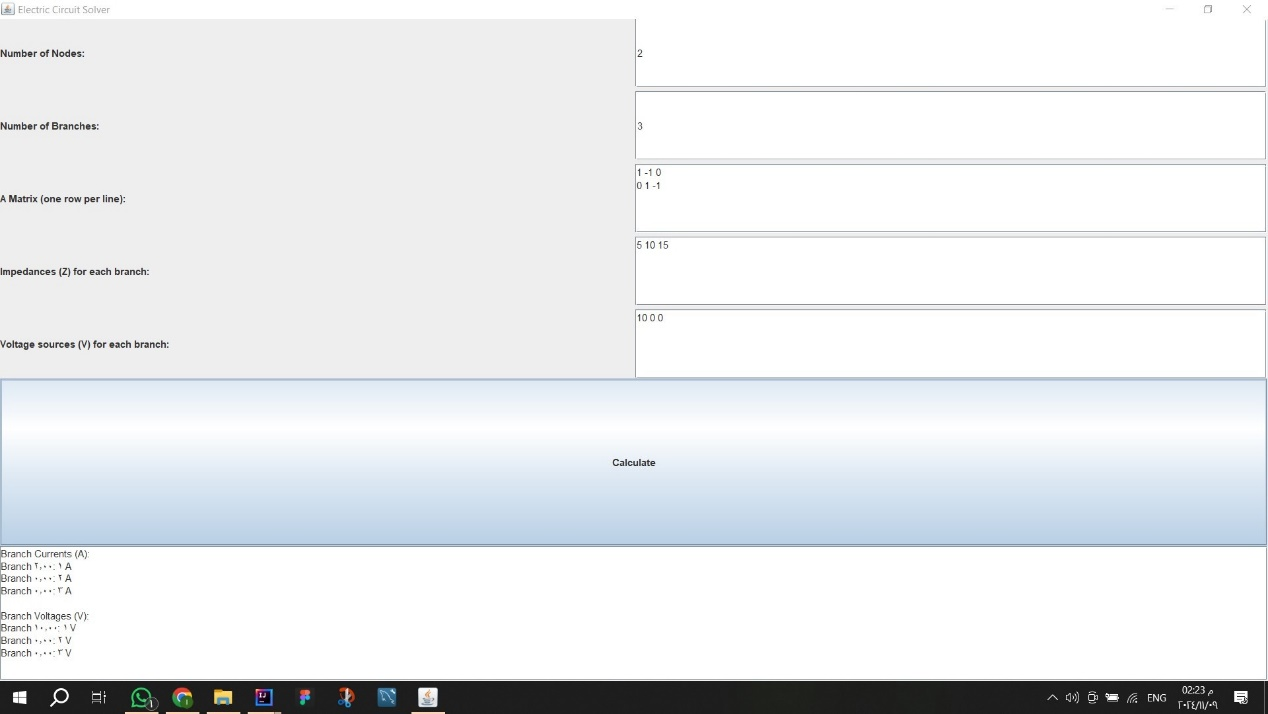 Electric Circuit Solver
Number of Nodes:
2
Number of Branches:
3
A Matrix (one row per line):
1 -1 0
0 1 -1
Impedances (Z) for each branch:
5 10 15
Voltage sources (V) for each branch:
10 0 0
Calculate
Branch Currents (A):
Branch ٢,٠٠: ١ A
Branch ٠,٠٠: ٢ A
Branch ٠,٠٠: ٣ A
Branch Voltages (V):
Branch ١٠,٠٠: ١ V
Branch ٠,٠٠: ٢ V
Branch ٠,٠٠: ٣ V
ENG
02:23 م
٢٠٢٤/١١/٠٩